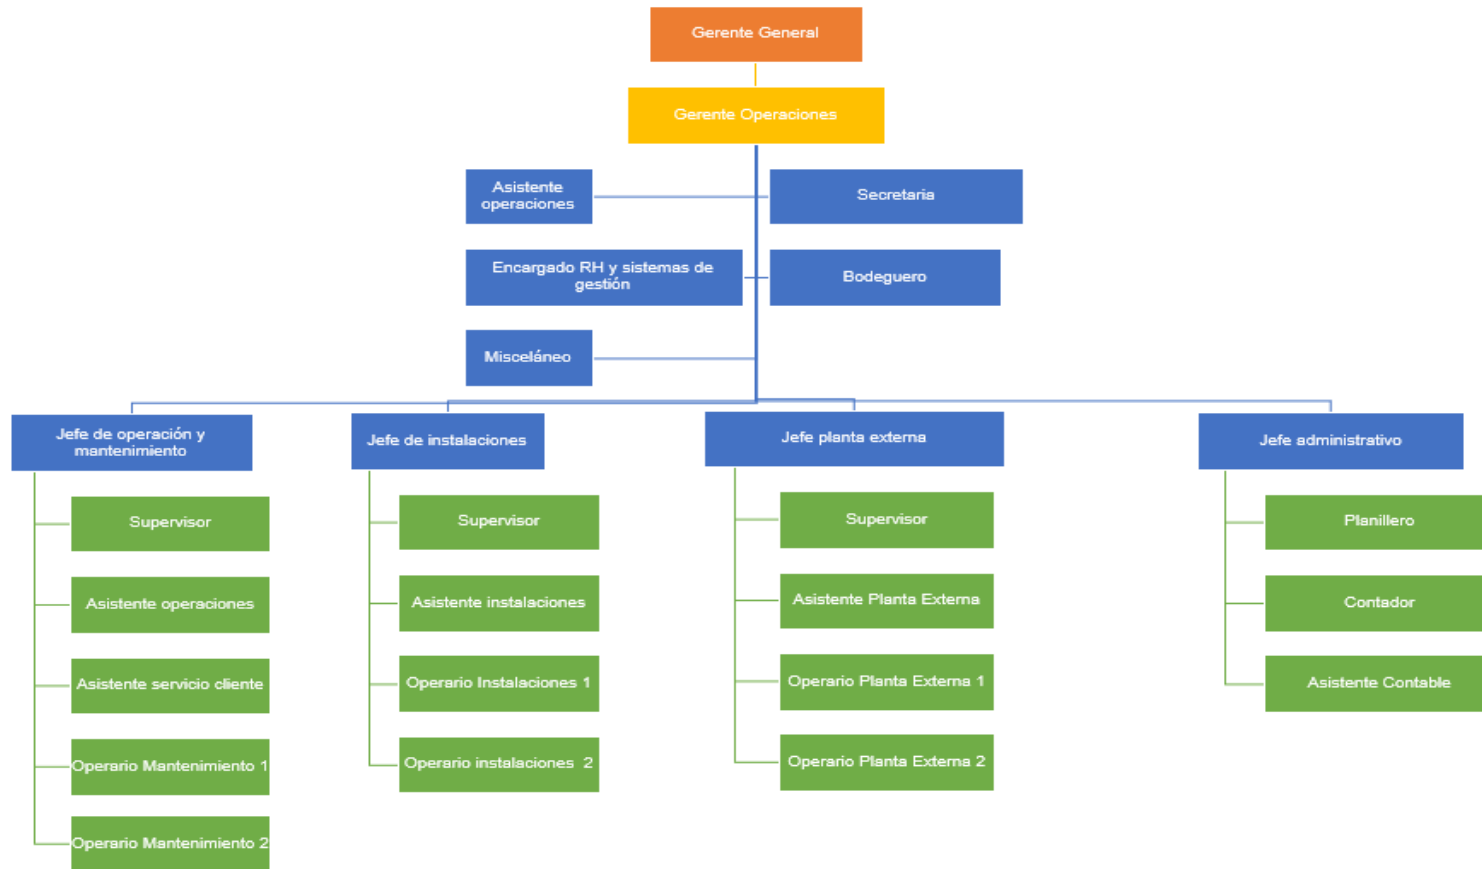 Gerente General
Gerente Operaciones
Asistente
operaciones
Secretaria
Encargado RH y sistemas de
gestión
Bodeguero
Misceláneo
Jefe de operación y
mantenimiento
Supervisor
Asistente operaciones
Asistente servicio cliente
Operario Mantenimiento 1
Operario Mantenimiento 2
Jefe de instalaciones
Supervisor
Asistente instalaciones
Operario Instalaciones 1
Operario instalaciones 2
Jefe planta externa
Supervisor
Asistente Planta Externa
Operario Planta Externa 1
Operario Planta Externa 2
Jefe administrativo
Planillero
Contador
Asistente Contable